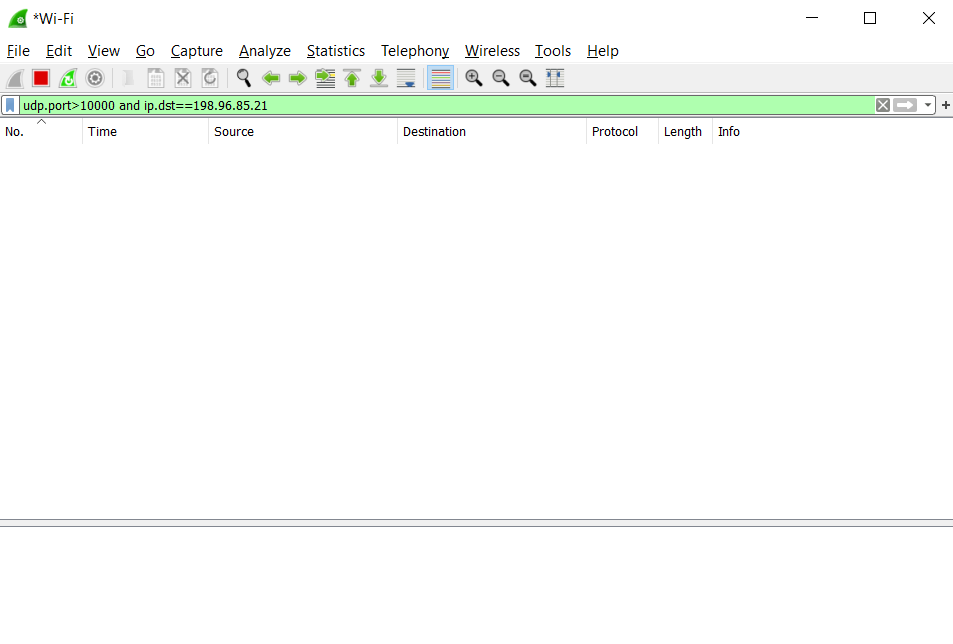 *Wi-Fi
File Edit View Go Capture Analyze Statistics Telephony Wireless Tools Help
udp.port>10000 and ip.dst==198.96.85.21
No. Time Source Destination Protocol Length Info